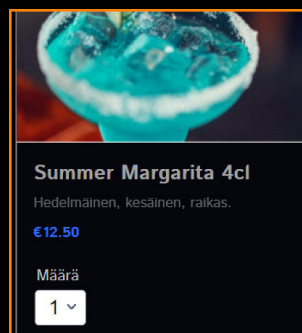 Summer Margarita 4cl
Hedelmäinen, kesäinen, raikas.
€12.50
Määrä
1